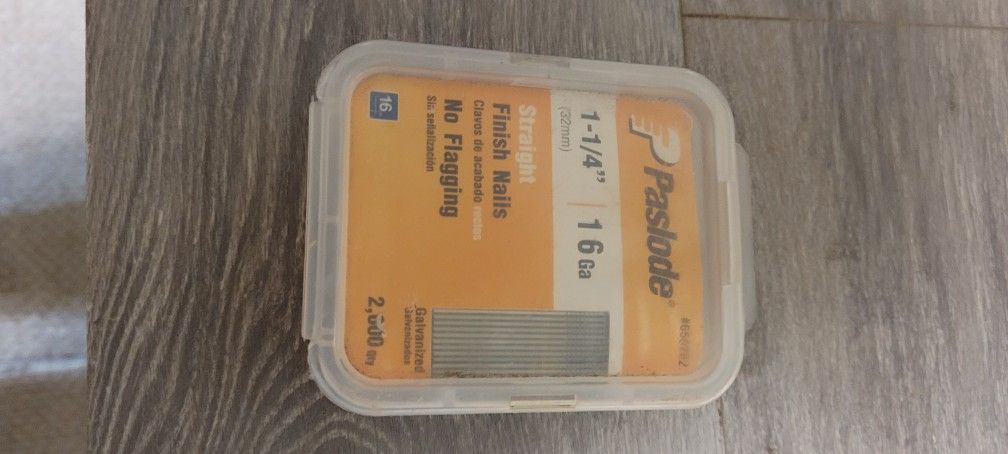 Paslode®
1-1/4” | 16 Ga
(32mm)
Straight
Finish Nails
Clavos de acabado rectos
No Flagging
Sin señalización
16
Galvanized
Galvanizados
Qty